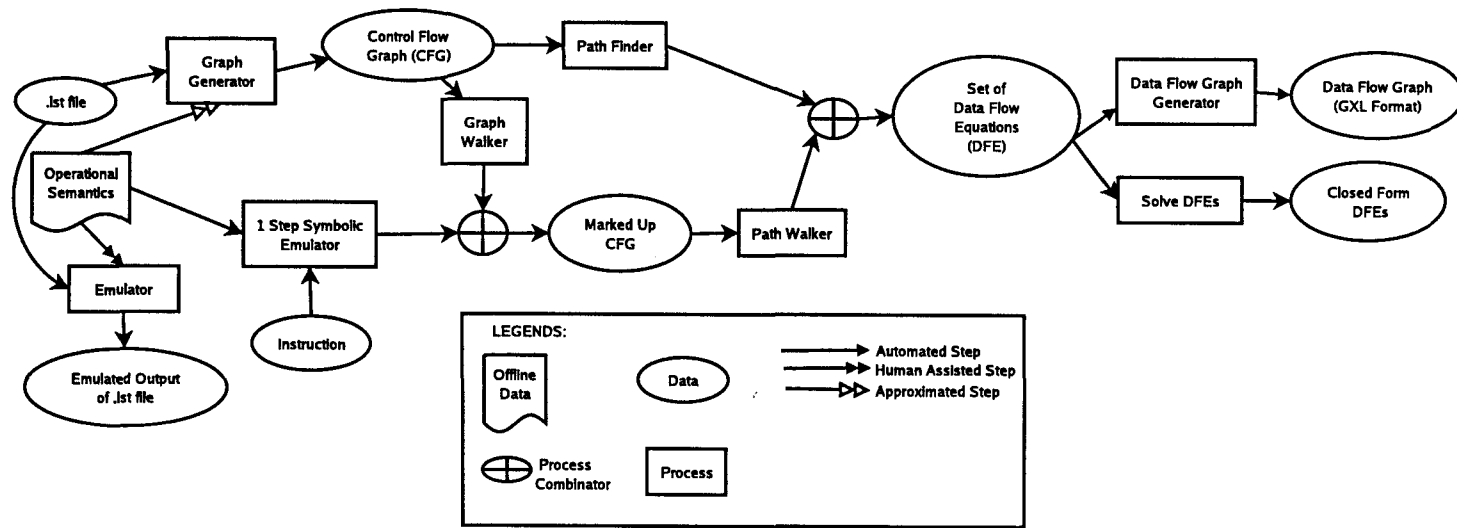 Control Flow
Graph (CFG)
Path Finder
Graph
Generator
.lst file
Graph
Walker
Set of
Data Flow
Equations
(DFE)
Data Flow Graph
Generator
Data Flow Graph
(GXL Format)
Operational
Semantics
1 Step Symbolic
Emulator
Marked Up
CFG
Path Walker
Solve DFEs
Closed Form
DFEs
Emulator
Instruction
Emulated Output
of .lst file
LEGENDS:
Offline
Data
Data
Automated Step
Human Assisted Step
Approximated Step
Process
Combinator
Process